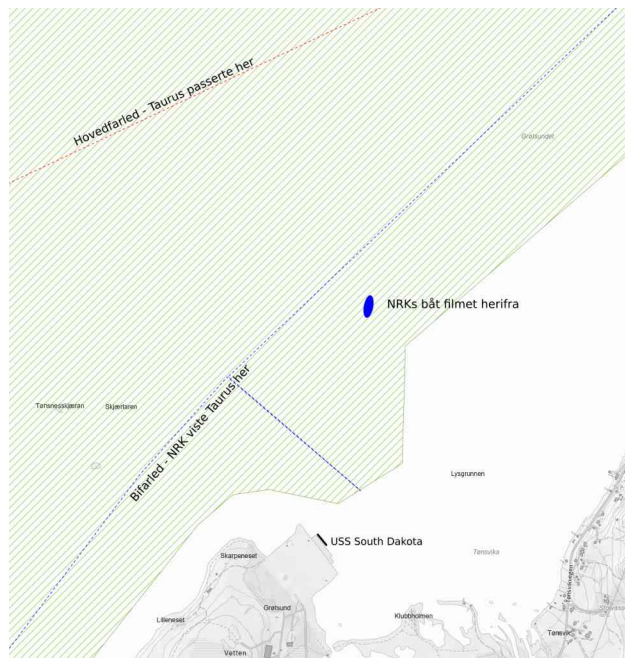 Hovedfarled - Taurus passerte her
Grøtsundet
NRKs båt filmet herifra
Tønsnesskjæran
Skjærtaren
Bifarled - NRK viste Taurus her
Lysgrunnen
USS South Dakota
Tønsvika
Skarpeneset
Grøtsund
Lilleneset
Klubbholmen
Tønsvik
Vetten